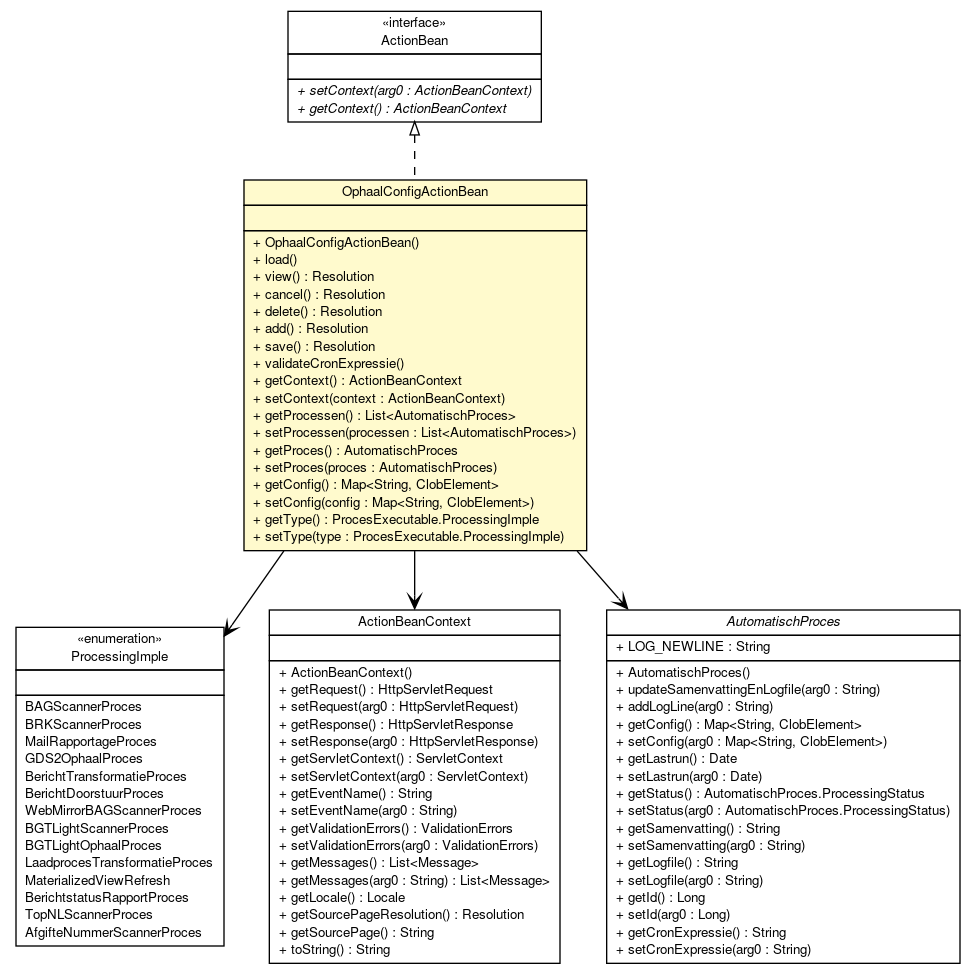 «interface»
ActionBean
+ setContext(arg0 : ActionBeanContext)
+ getContext() : ActionBeanContext
OphaalConfigActionBean
+ OphaalConfigActionBean()
+ load()
+ view() : Resolution
+ cancel() : Resolution
+ delete() : Resolution
+ add() : Resolution
+ save() : Resolution
+ validateCronExpressie()
+ getContext() : ActionBeanContext
+ setContext(context : ActionBeanContext)
+ getProcessen() : List<AutomatischProces>
+ setProcessen(processen : List<AutomatischProces>)
+ getProces() : AutomatischProces
+ setProces(proces : AutomatischProces)
+ getConfig() : Map<String, ClobElement>
+ setConfig(config : Map<String, ClobElement>)
+ getType() : ProcesExecutable.ProcessingImple
+ setType(type : ProcesExecutable.ProcessingImple)
«enumeration»
ProcessingImple
BAGScannerProces
BRKScannerProces
MailRapportageProces
GDS2OphaalProces
BerichtTransformatieProces
BerichtDoorstuurProces
WebMirrorBAGScannerProces
BGTLightScannerProces
BGTLightOphaalProces
LaadprocesTransformatieProces
MaterializedViewRefresh
BerichtstatusRapportProces
TopNLScannerProces
AfgifteNummerScannerProces
ActionBeanContext
+ ActionBeanContext()
+ getRequest() : HttpServletRequest
+ setRequest(arg0 : HttpServletRequest)
+ getResponse() : HttpServletResponse
+ setResponse(arg0 : HttpServletResponse)
+ getServletContext() : ServletContext
+ setServletContext(arg0 : ServletContext)
+ getEventName() : String
+ setEventName(arg0 : String)
+ getValidationErrors() : ValidationErrors
+ setValidationErrors(arg0 : ValidationErrors)
+ getMessages() : List<Message>
+ getMessages(arg0 : String) : List<Message>
+ getLocale() : Locale
+ getSourcePageResolution() : Resolution
+ getSourcePage() : String
+ toString() : String
AutomatischProces
+ LOG_NEWLINE : String
+ AutomatischProces()
+ updateSamenvattingEnLogfile(arg0 : String)
+ addLogLine(arg0 : String)
+ getConfig() : Map<String, ClobElement>
+ setConfig(arg0 : Map<String, ClobElement>)
+ getLastrun() : Date
+ setLastrun(arg0 : Date)
+ getStatus() : AutomatischProces.ProcessingStatus
+ setStatus(arg0 : AutomatischProces.ProcessingStatus)
+ getSamenvatting() : String
+ setSamenvatting(arg0 : String)
+ getLogfile() : String
+ setLogfile(arg0 : String)
+ getId() : Long
+ setId(arg0 : Long)
+ getCronExpressie() : String
+ setCronExpressie(arg0 : String)